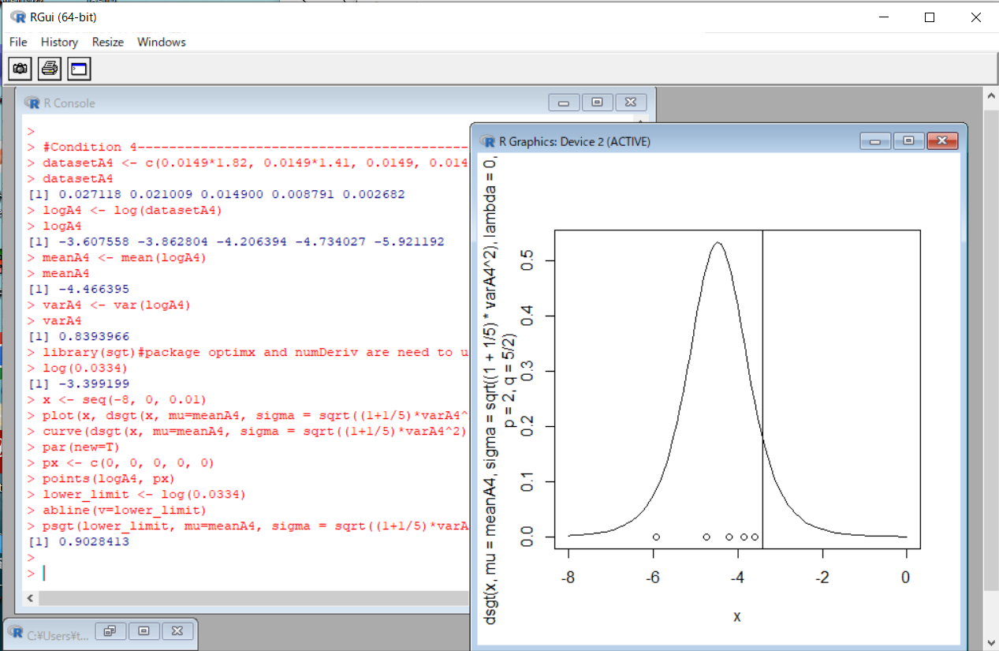 RGui (64-bit)
File History Resize Windows
R Console
>
> #Condition 4------------------------------------------
> datasetA4 <- c(0.0149*1.82, 0.0149*1.41, 0.0149, 0.014
> datasetA4
[1] 0.027118 0.021009 0.014900 0.008791 0.002682
> logA4 <- log(datasetA4)
> logA4
[1] -3.607558 -3.862804 -4.206394 -4.734027 -5.921192
> meanA4 <- mean(logA4)
> meanA4
[1] -4.466395
> varA4 <- var(logA4)
> varA4
[1] 0.8393966
> library(sgt)#package optimx and numDeriv are need to u
> log(0.0334)
[1] -3.399199
> x <- seq(-8, 0, 0.01)
> plot(x, dsgt(x, mu=meanA4, sigma = sqrt((1+1/5)*varA4^
> curve(dsgt(x, mu=meanA4, sigma = sqrt((1+1/5)*varA4^2)
> par(new=T)
> px <- c(0, 0, 0, 0, 0)
> points(logA4, px)
> lower_limit <- log(0.0334)
> abline(v=lower_limit)
> psgt(lower_limit, mu=meanA4, sigma = sqrt((1+1/5)*varA
[1] 0.9028413
>
>
C:¥Users¥t...
R Graphics: Device 2 (ACTIVE)
dsgt(x, mu = meanA4, sigma = sqrt((1 + 1/5) * varA4^2), lambda = 0,
p = 2, q = 5/2)
0.5
0.4
0.3
0.2
0.1
0.0
-8 -6 -4 -2 0
x